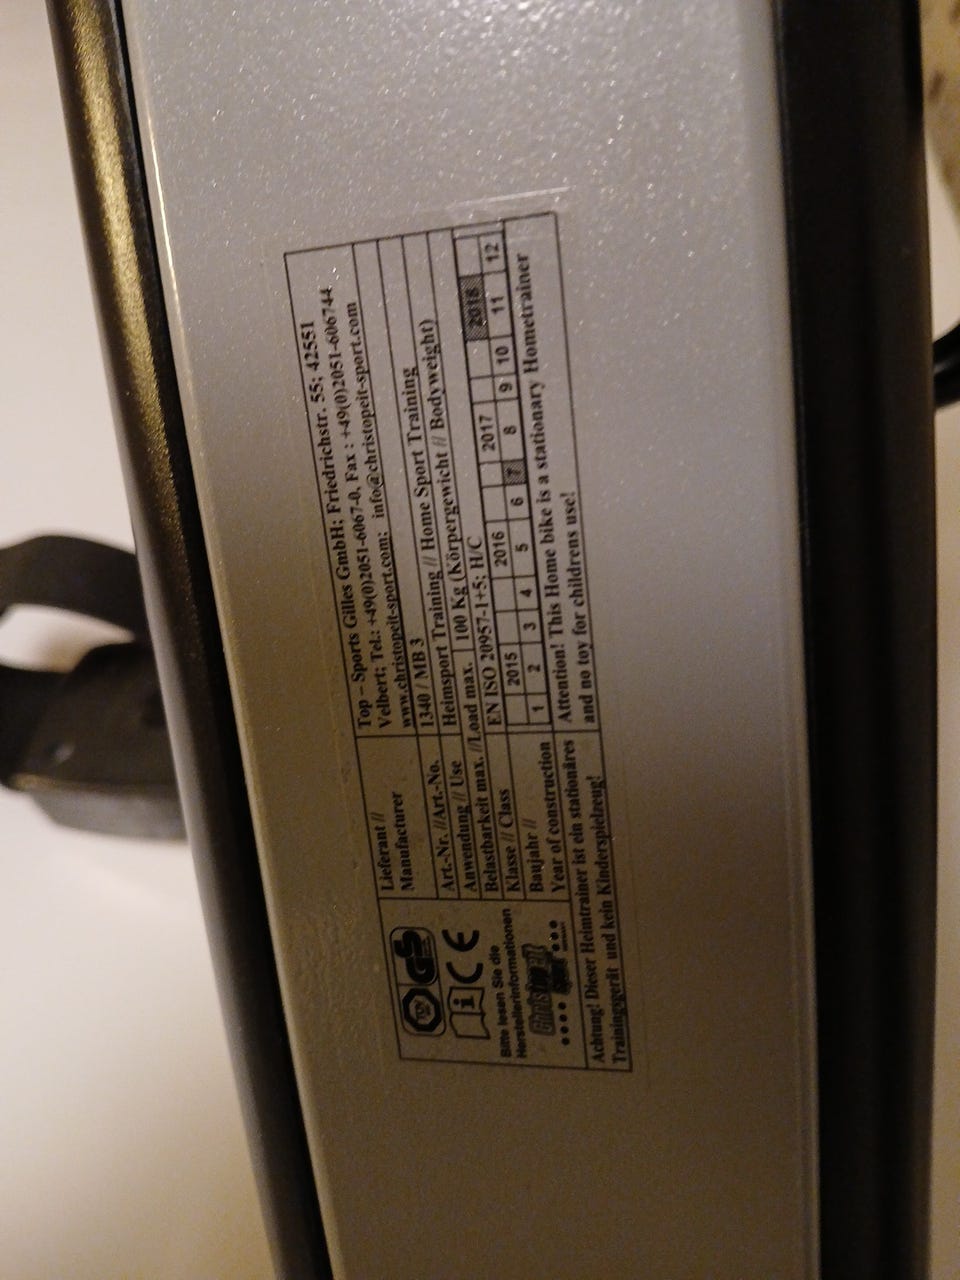 Lieferant //
Manufacturer
Top – Sports Gilles GmbH; Friedrichstr. 55; 42551
Velbert; Tel.: +49(0)2051-6067-0, Fax : +49(0)2051-606744
www.christopeit-sport.com; info@christopeit-sport.com
Art.-Nr. //Art.-No. 1340 / MB 3
Anwendung // Use Heimsport Training // Home Sport Training
Belastbarkeit max. //Load max. 100 Kg (Körpergewicht // Bodyweight)
Klasse // Class EN ISO 20957-1+5; H/C
Baujahr //
Year of construction
2015 2016 2017 2018
1 2 3 4 5 6 7 8 9 10 11 12
GS
CE
Bitte lesen Sie die
Herstellerinformationen
Christopeit
Sport
Achtung! Dieser Heimtrainer ist ein stationäres
Trainingsgerät und kein Kinderspielzeug!
Attention! This Home bike is a stationary Hometrainer
and no toy for childrens use!